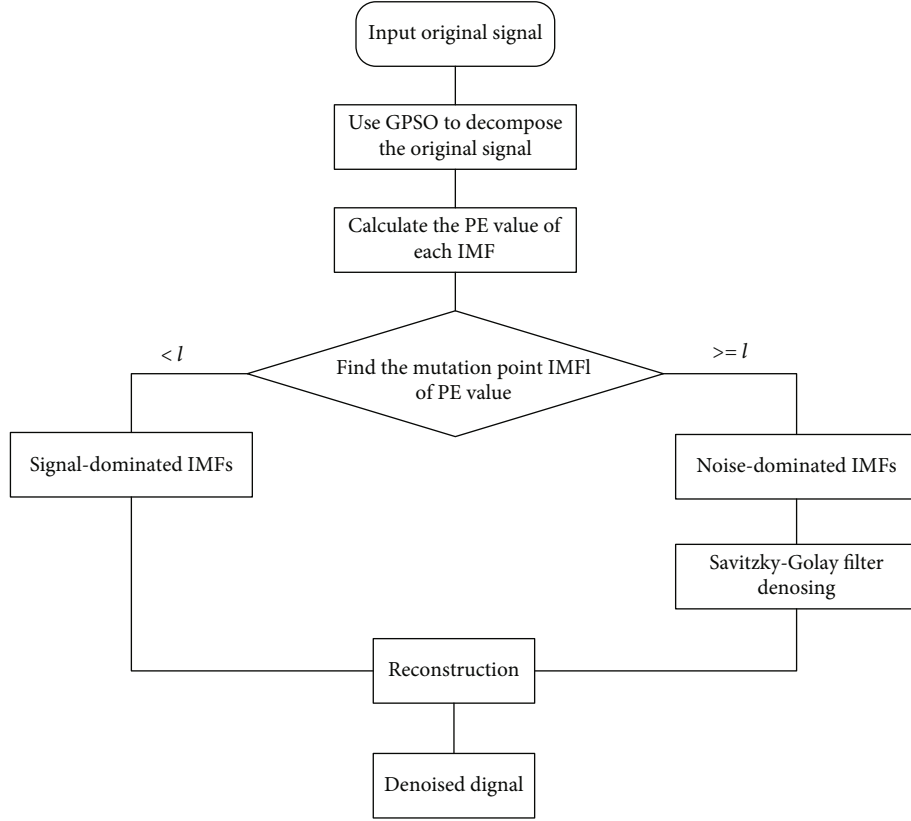 Input original signal
Use GPSO to decompose
the original signal
Calculate the PE value of
each IMF
< l
>= l
Find the mutation point IMFl
of PE value
Signal-dominated IMFs
Noise-dominated IMFs
Savitzky-Golay filter
denosing
Reconstruction
Denoised dignal